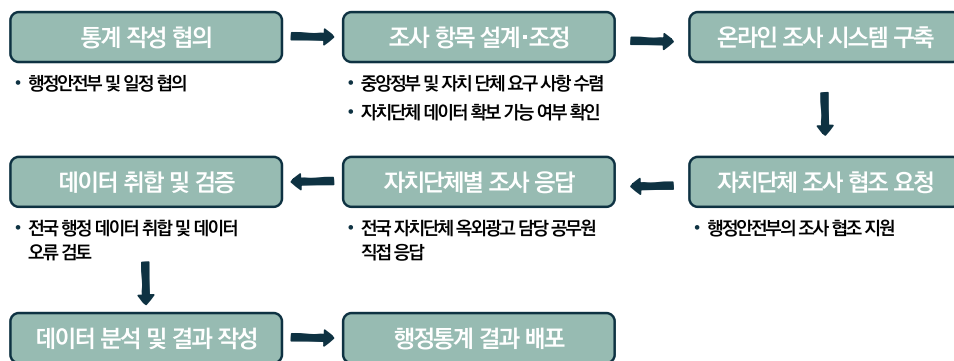 통계 작성 협의
• 행정안전부 및 일정 협의
조사 항목 설계·조정
• 중앙정부 및 자치 단체 요구 사항 수렴
• 자치단체 데이터 확보 가능 여부 확인
온라인 조사 시스템 구축
자치단체 조사 협조 요청
• 행정안전부의 조사 협조 지원
자치단체별 조사 응답
• 전국 자치단체 옥외광고 담당 공무원
직접 응답
데이터 취합 및 검증
• 전국 행정 데이터 취합 및 데이터
오류 검토
데이터 분석 및 결과 작성
행정통계 결과 배포